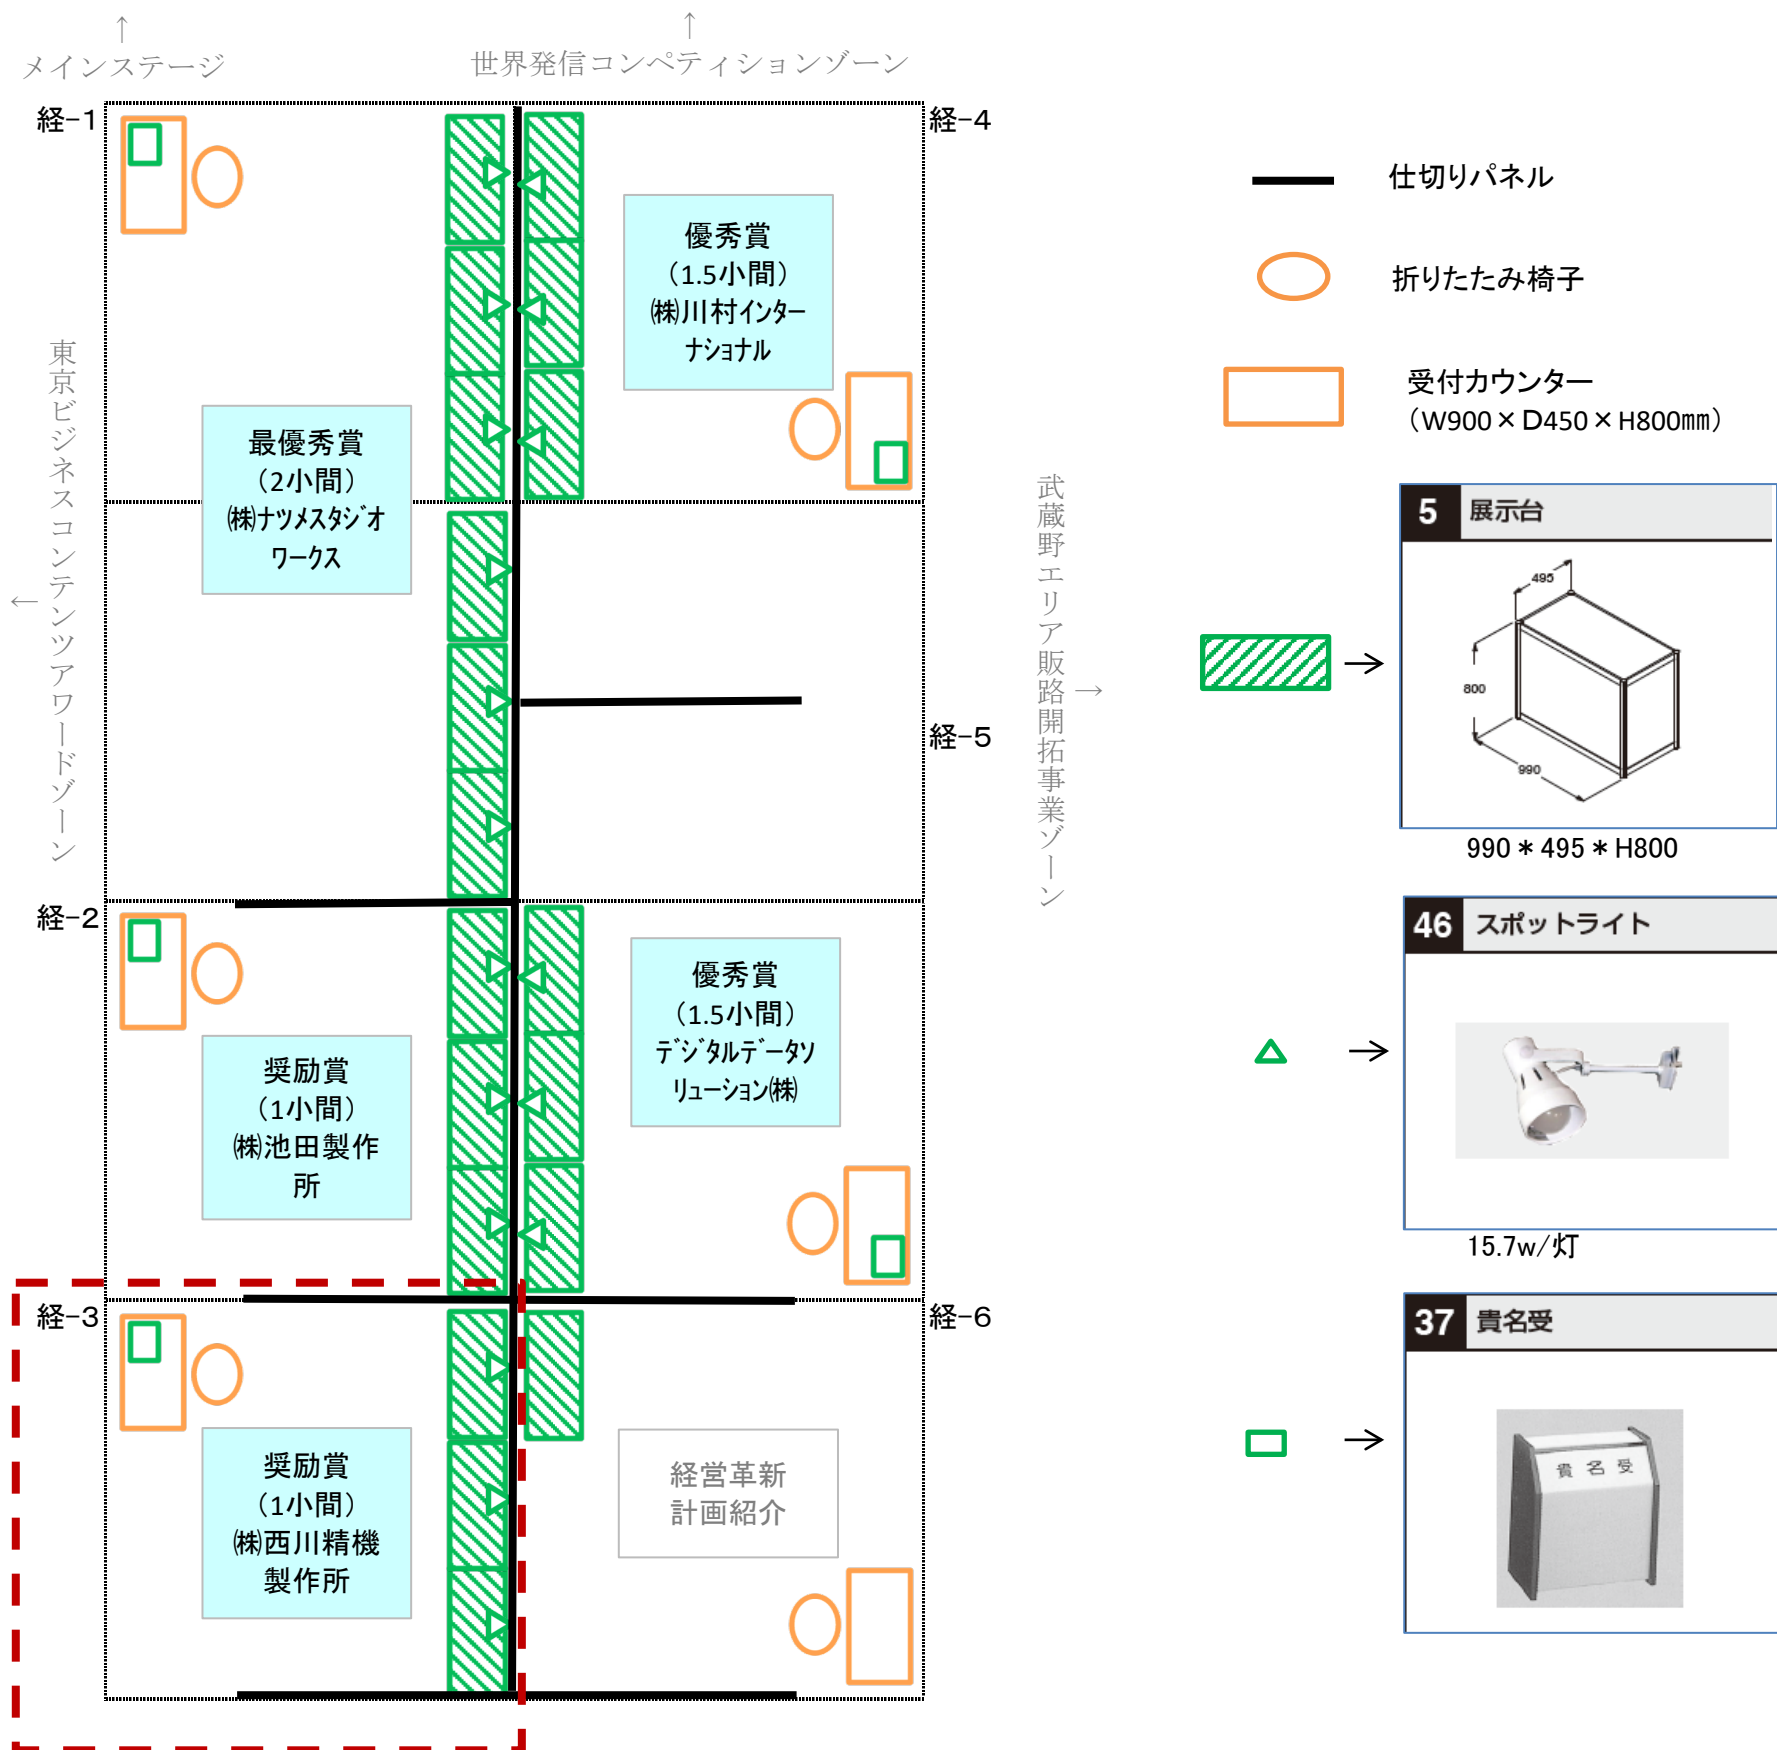 ↑
メインステージ
↑
世界発信コンペティションゾーン
経-1
経-4
優秀賞
（1.5小間）
㈱川村インター
ナショナル
最優秀賞
（2小間）
㈱ナツメスタジオ
ワークス
東京ビジネスコンテンツアワードゾーン
←
武蔵野エリア販路開拓事業ゾーン
→
経-5
経-2
優秀賞
（1.5小間）
デジタルデータソ
リューション㈱
奨励賞
（1小間）
㈱池田製作
所
経-3
経-6
奨励賞
（1小間）
㈱西川精機
製作所
経営革新
計画紹介
仕切りパネル
折りたたみ椅子
受付カウンター
（W900×D450×H800㎜）
→
5 展示台
495
800
990
990＊495＊H800
→
46 スポットライト
15.7w/灯
→
37 貴名受
貴名受